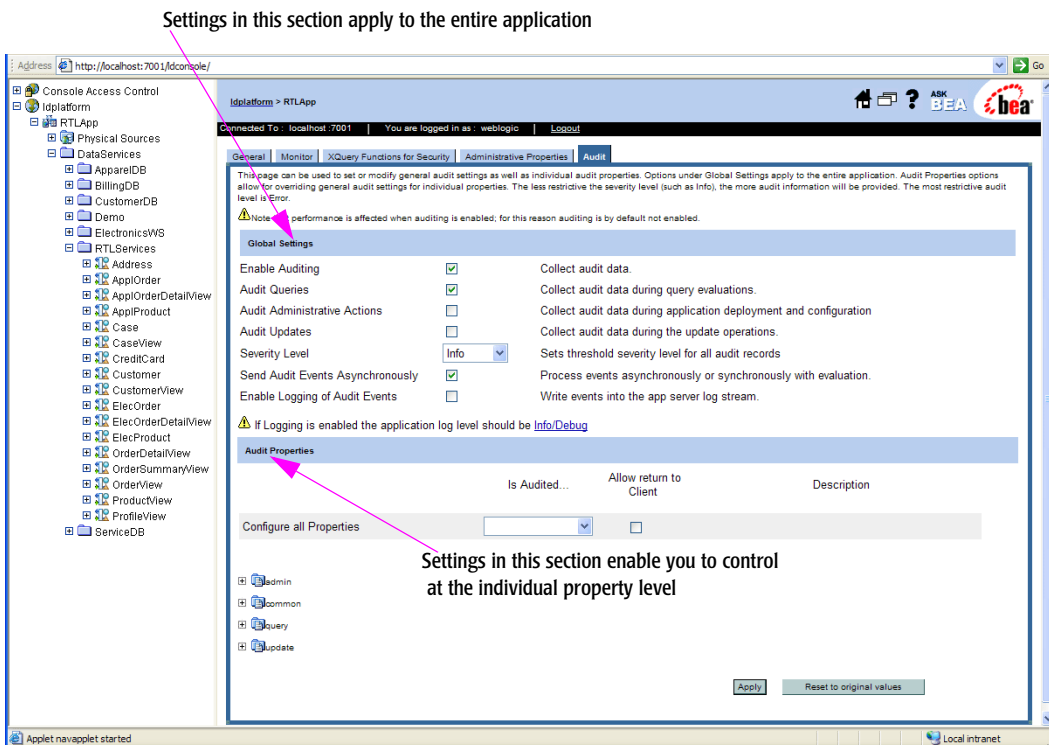 Settings in this section apply to the entire application
Address http://localhost:7001/ldconsole/
Go
Console Access Control
ldplatform
RTLApp
Physical Sources
DataServices
ApparelDB
BillingDB
CustomerDB
Demo
ElectronicsWS
RTLServices
Address
ApplOrder
ApplOrderDetailView
ApplProduct
Case
CaseView
CreditCard
Customer
CustomerView
ElecOrder
ElecOrderDetailView
ElecProduct
OrderDetailView
OrderSummaryView
OrderView
ProductView
ProfileView
ServiceDB
ldplatform > RTLApp
?
ASK
BEA
bea
Connected To : localhost :7001 | You are logged in as : weblogic | Logout
General Monitor XQuery Functions for Security Administrative Properties Audit
This page can be used to set or modify general audit settings as well as individual audit properties. Options under Global Settings apply to the entire application. Audit Properties options
allow for overriding general audit settings for individual properties. The less restrictive the severity level (such as Info), the more audit information will be provided. The most restrictive audit
level is Error.
Note performance is affected when auditing is enabled; for this reason auditing is by default not enabled.
Global Settings
Enable Auditing Collect audit data.
Audit Queries Collect audit data during query evaluations.
Audit Administrative Actions Collect audit data during application deployment and configuration
Audit Updates Collect audit data during the update operations.
Severity Level Info Sets threshold severity level for all audit records
Send Audit Events Asynchronously Process events asynchronously or synchronously with evaluation.
Enable Logging of Audit Events Write events into the app server log stream.
If Logging is enabled the application log level should be Info/Debug
Audit Properties
Is Audited... Allow return to Client Description
Configure all Properties
Settings in this section enable you to control
at the individual property level
admin
common
query
update
Apply Reset to original values
Applet navapplet started
Local intranet